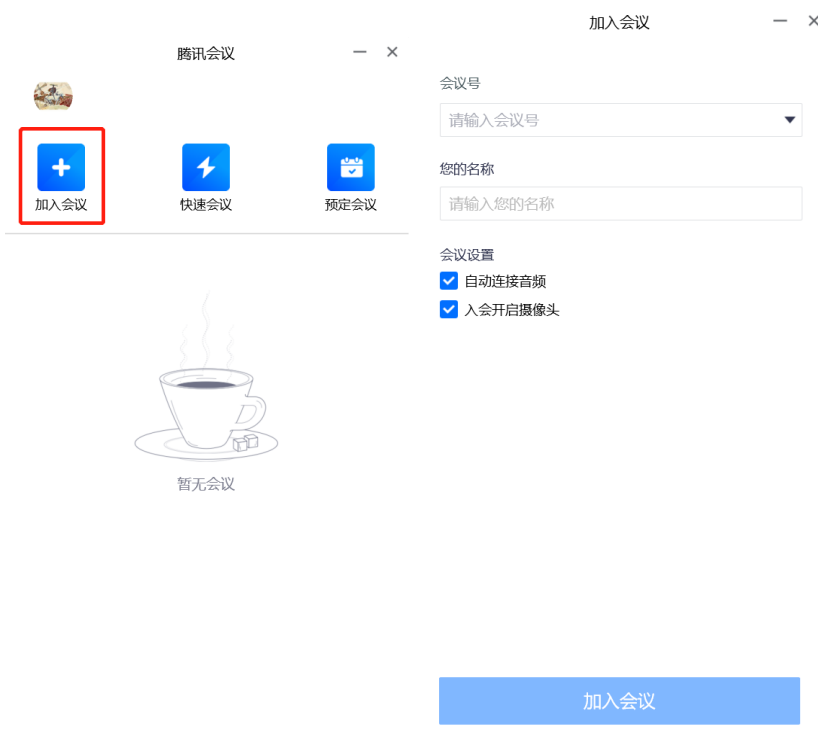 腾讯会议
加入会议
快速会议
预定会议
暂无会议
加入会议
会议号
请输入会议号
您的名称
请输入您的名称
会议设置
自动连接音频
入会开启摄像头
加入会议